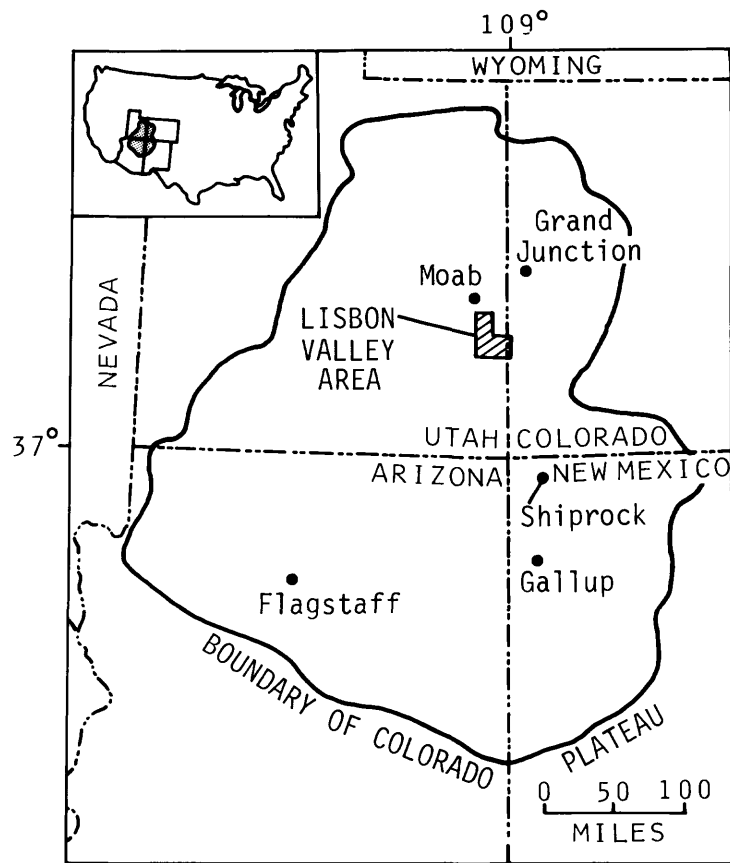 109°
WYOMING
Grand
Junction
Moab
NEVADA
LISBON
VALLEY
AREA
37°
UTAH COLORADO
ARIZONA NEW MEXICO
Shiprock
Gallup
Flagstaff
BOUNDARY OF COLORADO PLATEAU
0 50 100
MILES